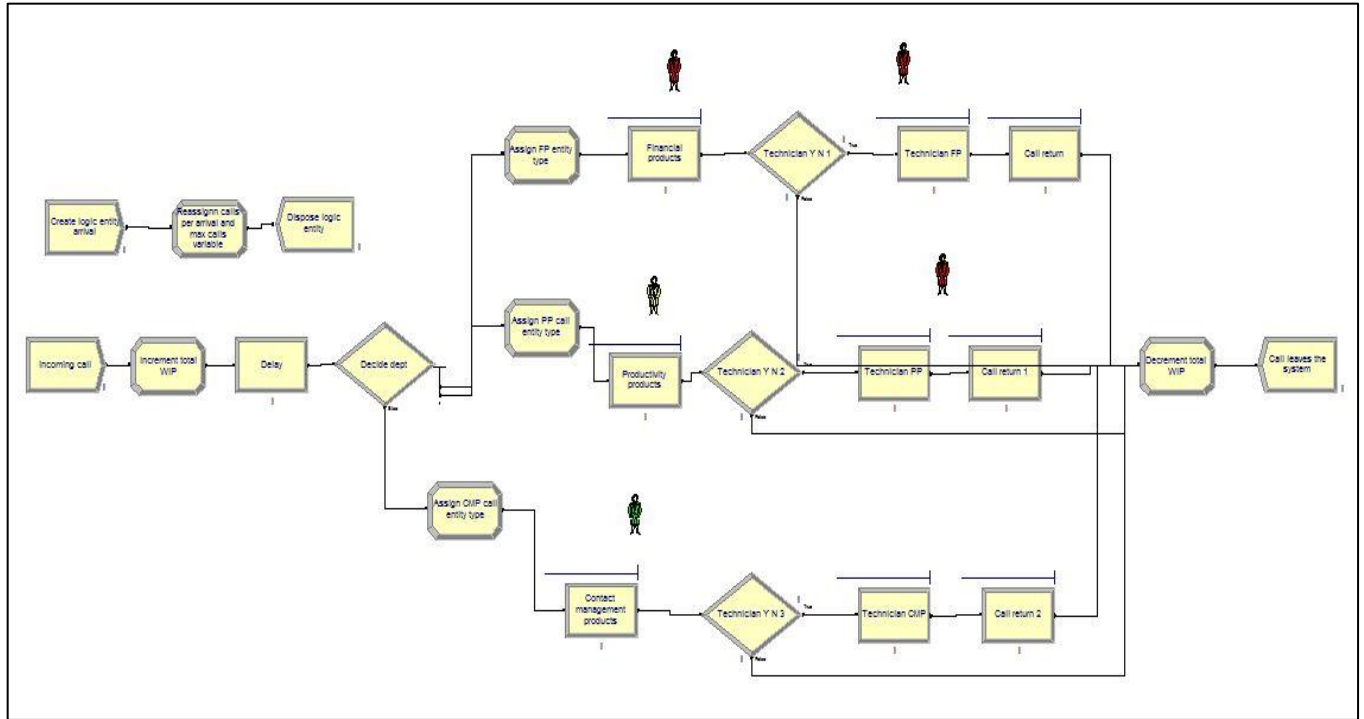 Assign FP entity
type
Financial
products
Technician Y N 1
True
False
Technician FP
Call return
Create logic entity
arrival
Reassignn calls
per arrival and
max calls
variable
Dispose logic
entity
Incoming call
Increment total
WIP
Delay
Decide dept
Else
Assign PP call
entity type
Productivity
products
Technician Y N 2
True
False
Technician PP
Call return 1
Decrement total
WIP
Call leaves the
system
Assign CMP call
entity type
Contact
management
products
Technician Y N 3
True
False
Technician CMP
Call return 2